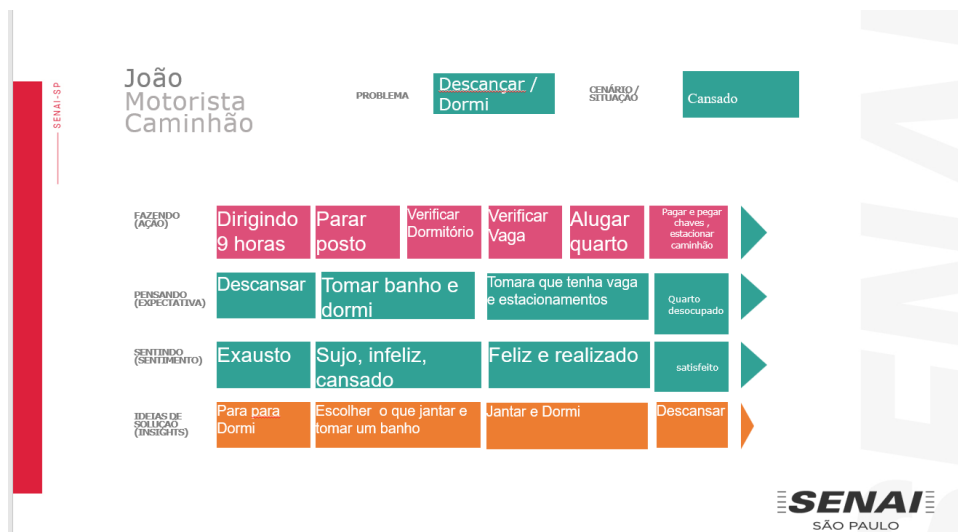 SENAI-SP
João
Motorista
Caminhão
PROBLEMA
Descançar /
Dormi
CENÁRIO /
SITUAÇÃO
Cansado
FAZENDO
(AÇÃO)
Dirigindo
9 horas
Parar
posto
Verificar
Dormitório
Verificar
Vaga
Alugar
quarto
Pagar e pegar
chaves ,
estacionar
caminhão
PENSANDO
(EXPECTATIVA)
Descansar
Tomar banho e
dormi
Tomara que tenha vaga
e estacionamentos
Quarto
desocupado
SENTINDO
(SENTIMENTO)
Exausto
Sujo, infeliz,
cansado
Feliz e realizado
satisfeito
IDEIAS DE
SOLUÇÃO
(INSIGHTS)
Para para
Dormi
Escolher o que jantar e
tomar um banho
Jantar e Dormi
Descansar
SENAI
SÃO PAULO
SENAI